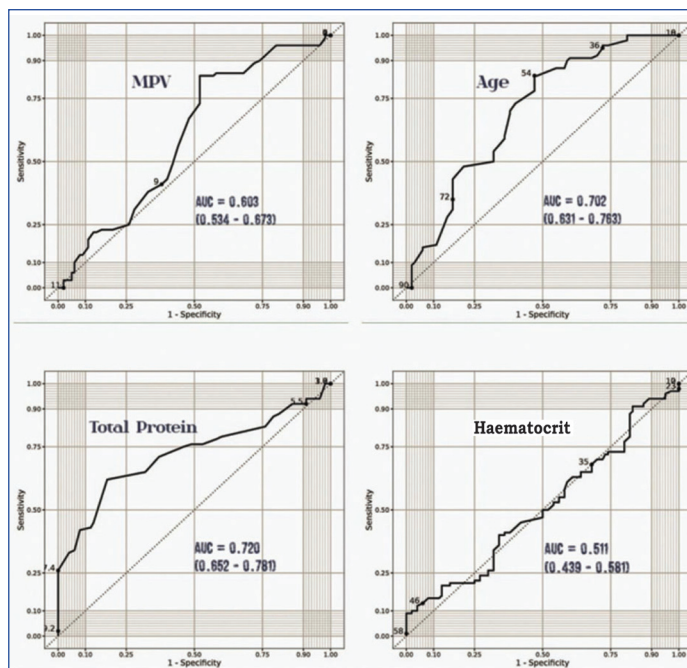 1.00
0.90
0.75
0.50
0.25
0.10
0.00
Sensitivity
MPV
9
11
AUC = 0.603
(0.534 - 0.673)
0.00 0.10 0.25 0.50 0.75 0.90 1.00
1 - Specificity
1.00
0.90
0.75
0.50
0.25
0.10
0.00
Sensitivity
Age
18
36
54
72
90
AUC = 0.702
(0.631 - 0.763)
0.00 0.10 0.25 0.50 0.75 0.90 1.00
1 - Specificity
1.00
0.90
0.75
0.50
0.25
0.10
0.00
Sensitivity
Total Protein
5.5
7.4
9.2
AUC = 0.720
(0.652 - 0.781)
0.00 0.10 0.25 0.50 0.75 0.90 1.00
1 - Specificity
1.00
0.90
0.75
0.50
0.25
0.10
0.00
Sensitivity
Haematocrit
23
35
46
58
AUC = 0.511
(0.439 - 0.581)
0.00 0.10 0.25 0.50 0.75 0.90 1.00
1 - Specificity